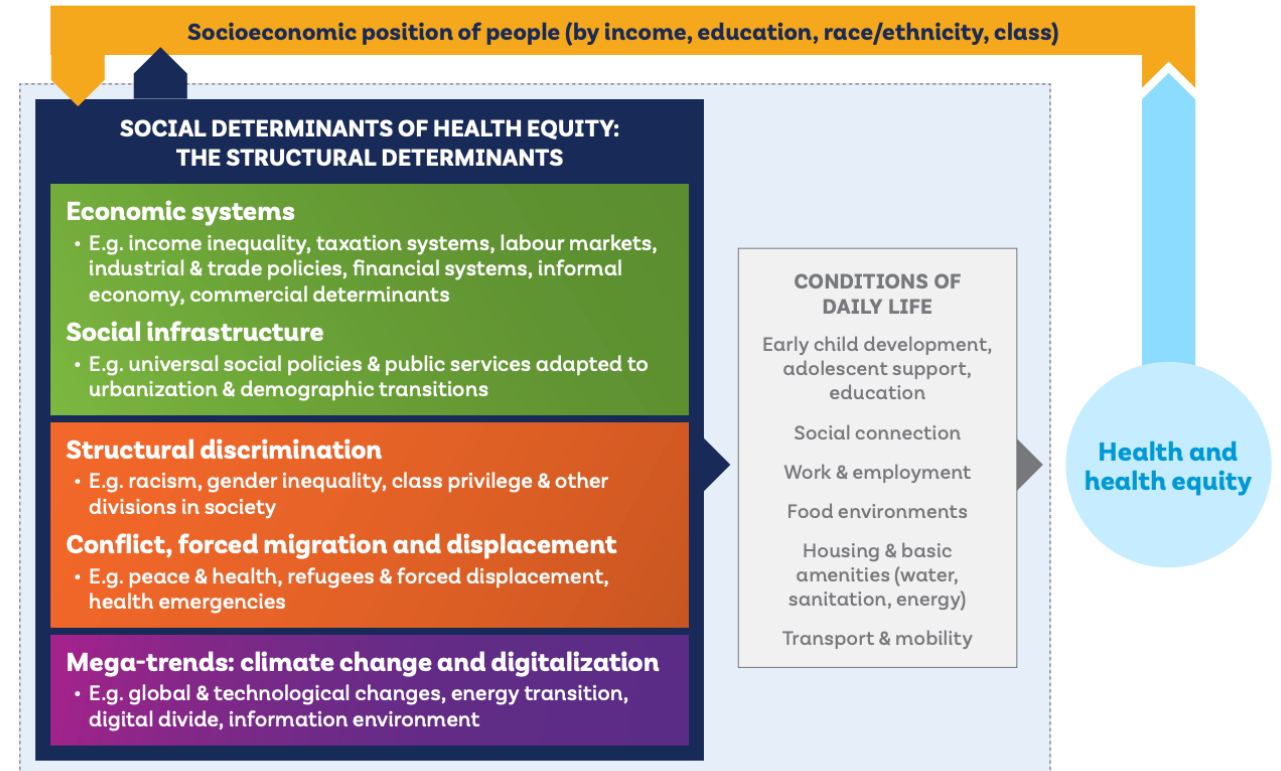 Socioeconomic position of people (by income, education, race/ethnicity, class)
SOCIAL DETERMINANTS OF HEALTH EQUITY:
THE STRUCTURAL DETERMINANTS
Economic systems
• E.g. income inequality, taxation systems, labour markets,
industrial & trade policies, financial systems, informal
economy, commercial determinants
Social infrastructure
• E.g. universal social policies & public services adapted to
urbanization & demographic transitions
Structural discrimination
• E.g. racism, gender inequality, class privilege & other
divisions in society
Conflict, forced migration and displacement
• E.g. peace & health, refugees & forced displacement,
health emergencies
Mega-trends: climate change and digitalization
• E.g. global & technological changes, energy transition,
digital divide, information environment
CONDITIONS OF
DAILY LIFE
Early child development,
adolescent support,
education
Social connection
Work & employment
Food environments
Housing & basic
amenities (water,
sanitation, energy)
Transport & mobility
Health and
health equity